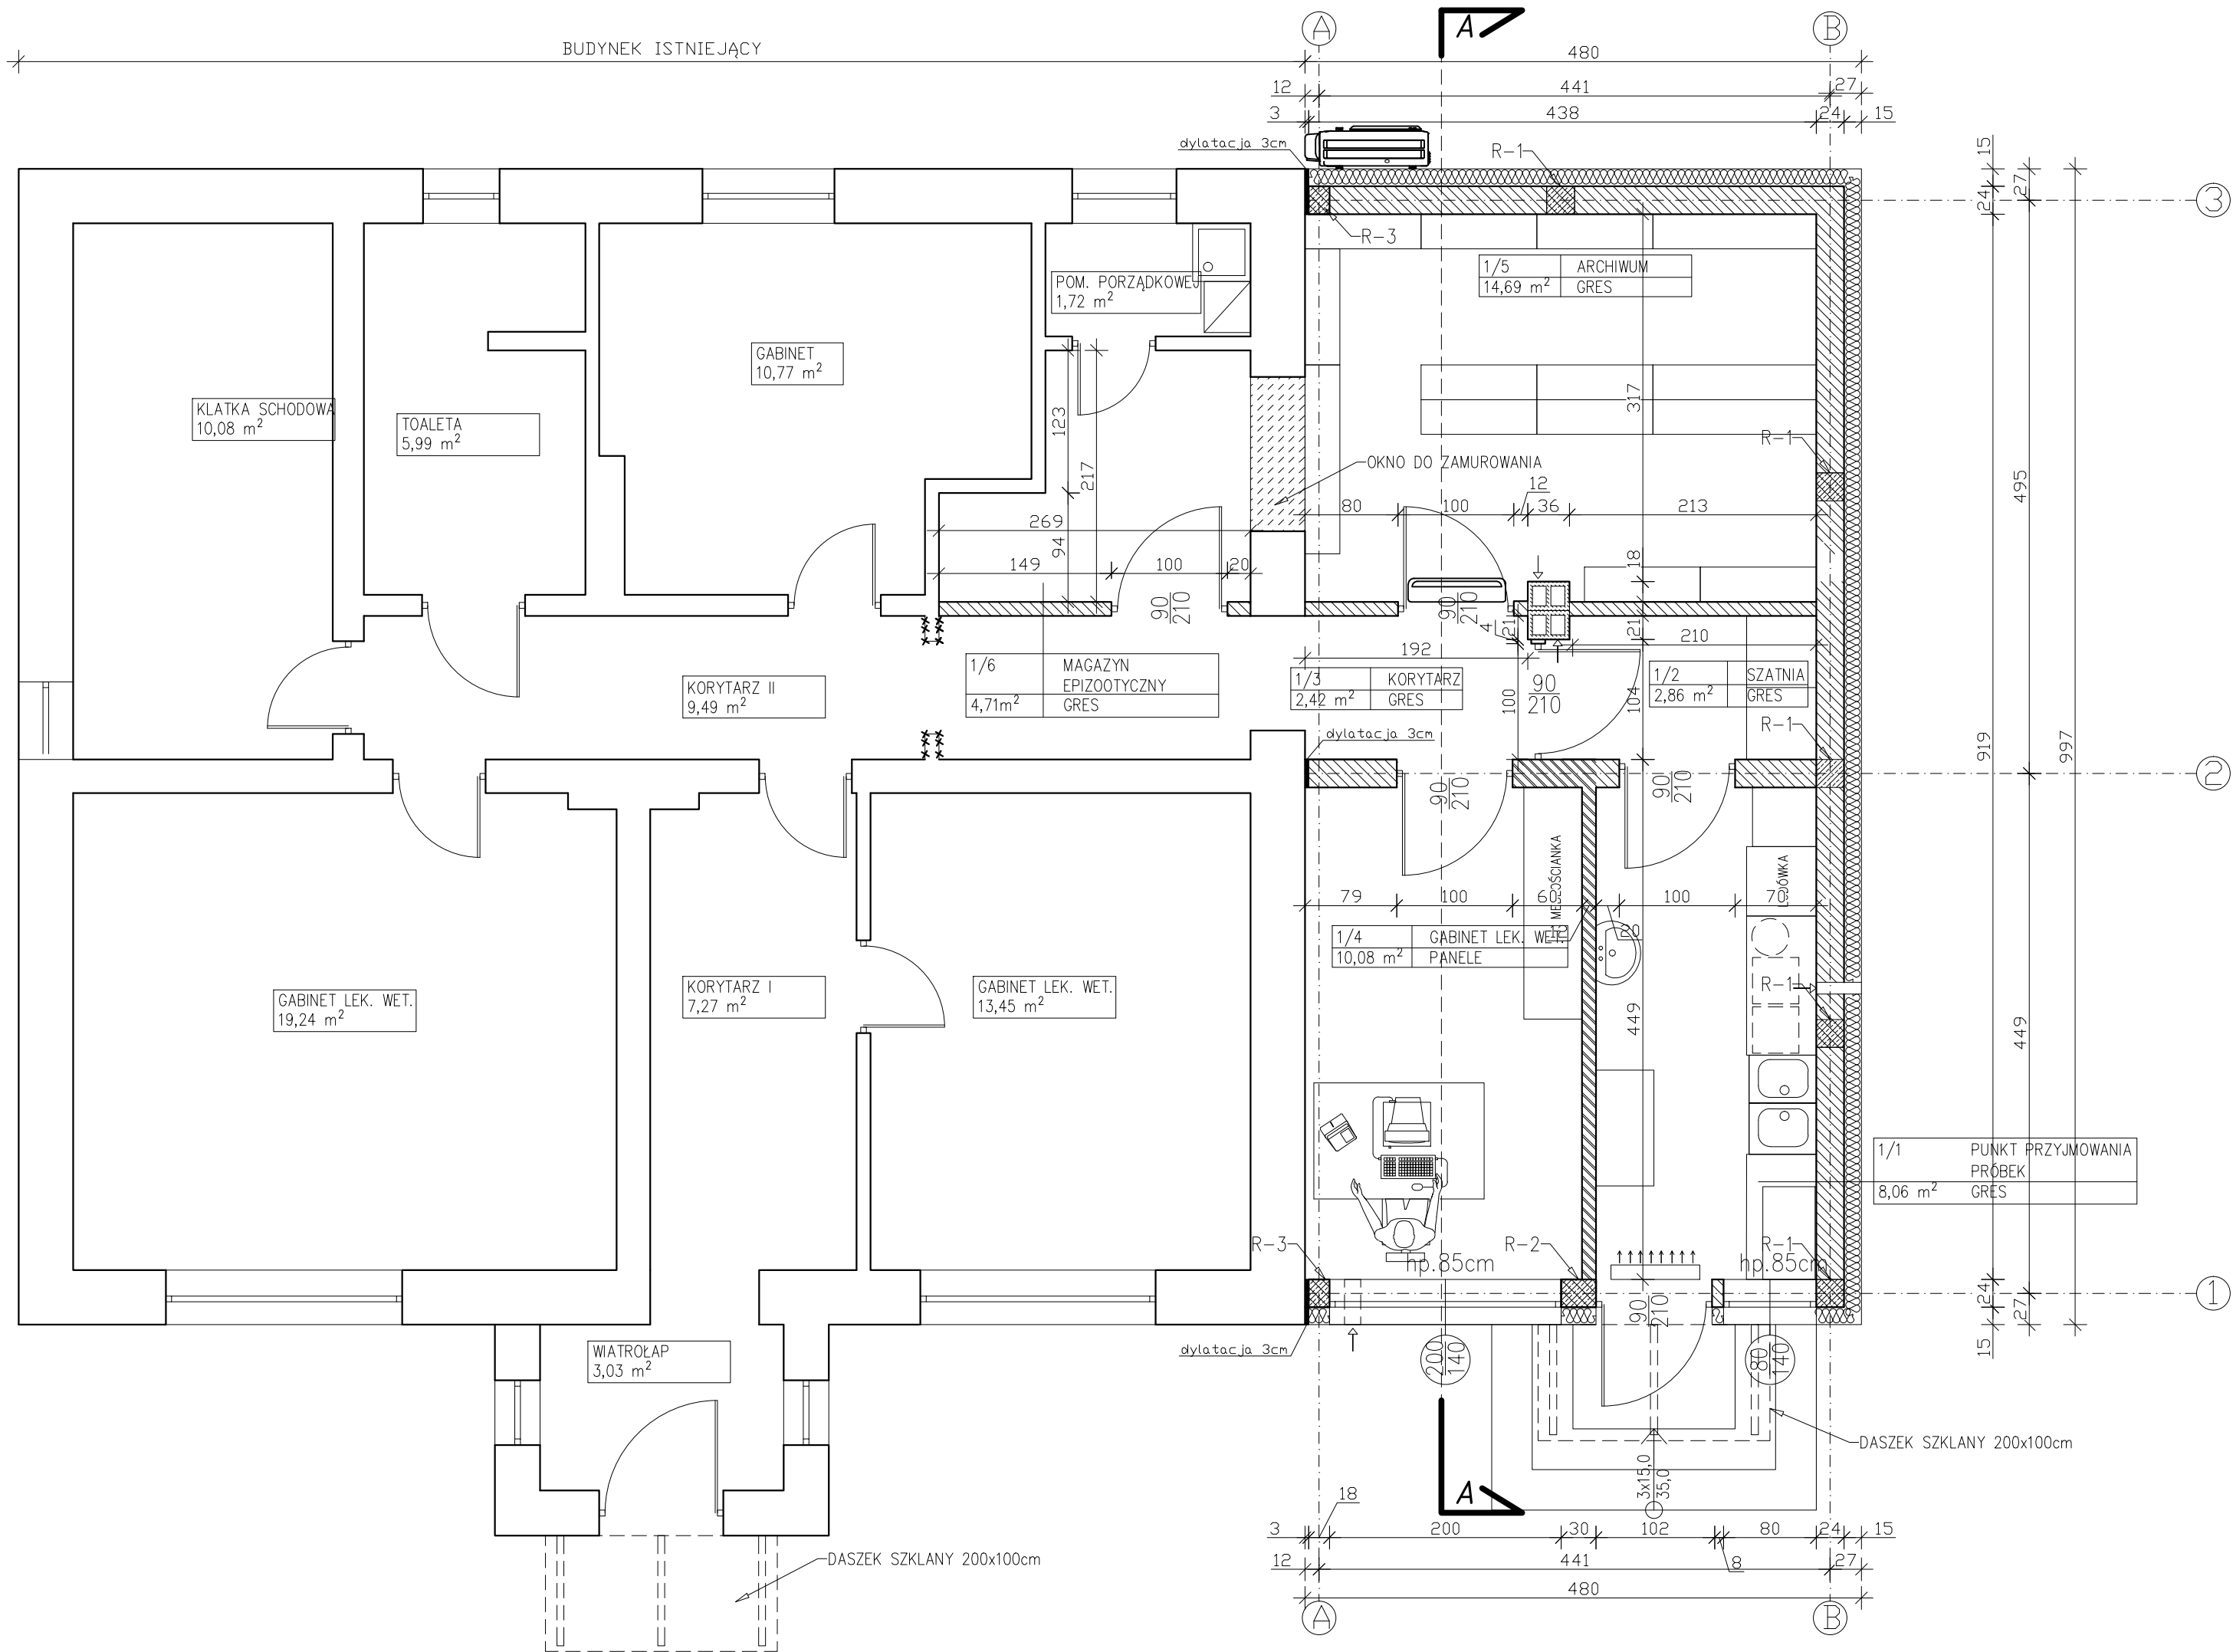 BUDYNEK ISTNIEJĄCY
A
A
B
480
12
441
27
3
438
24
15
dylatacja 3cm
R-1
R-3
15
24
27
3
1/5 ARCHIWUM
14,69 m² GRES
POM. PORZĄDKOWEJ
1,72 m²
GABINET
10,77 m²
KLATKA SCHODOWA
10,08 m²
TOALETA
5,99 m²
123
217
317
R-1
OKNO DO ZAMUROWANIA
495
12
80
100
36
213
269
94
149
100
20
18
90
210
90
210
4
21
21
210
192
1/6 MAGAZYN
EPIZOOTYCZNY
4,71m² GRES
1/3 KORYTARZ
2,42 m² GRES
1/2 SZATNIA
2,86 m² GRES
KORYTARZ II
9,49 m²
90
210
100
104
R-1
dylatacja 3cm
919
997
2
90
210
90
210
79
100
60
12
20
100
70
1/4 GABINET LEK. WET.
10,08 m² PANELE
GABINET LEK. WET.
19,24 m²
KORYTARZ I
7,27 m²
GABINET LEK. WET.
13,45 m²
R-1
449
449
1/1 PUNKT PRZYJMOWANIA
PRÓBEK
8,06 m² GRES
R-3
R-2
R-1
hp.85cm
hp.85cm
24
27
15
1
90
210
dylatacja 3cm
WIATROŁAP
3,03 m²
200
140
80
140
DASZEK SZKLANY 200x100cm
3x15,0
35,0
A
18
3
200
30
102
80
24
15
DASZEK SZKLANY 200x100cm
12
441
8
27
480
A
B